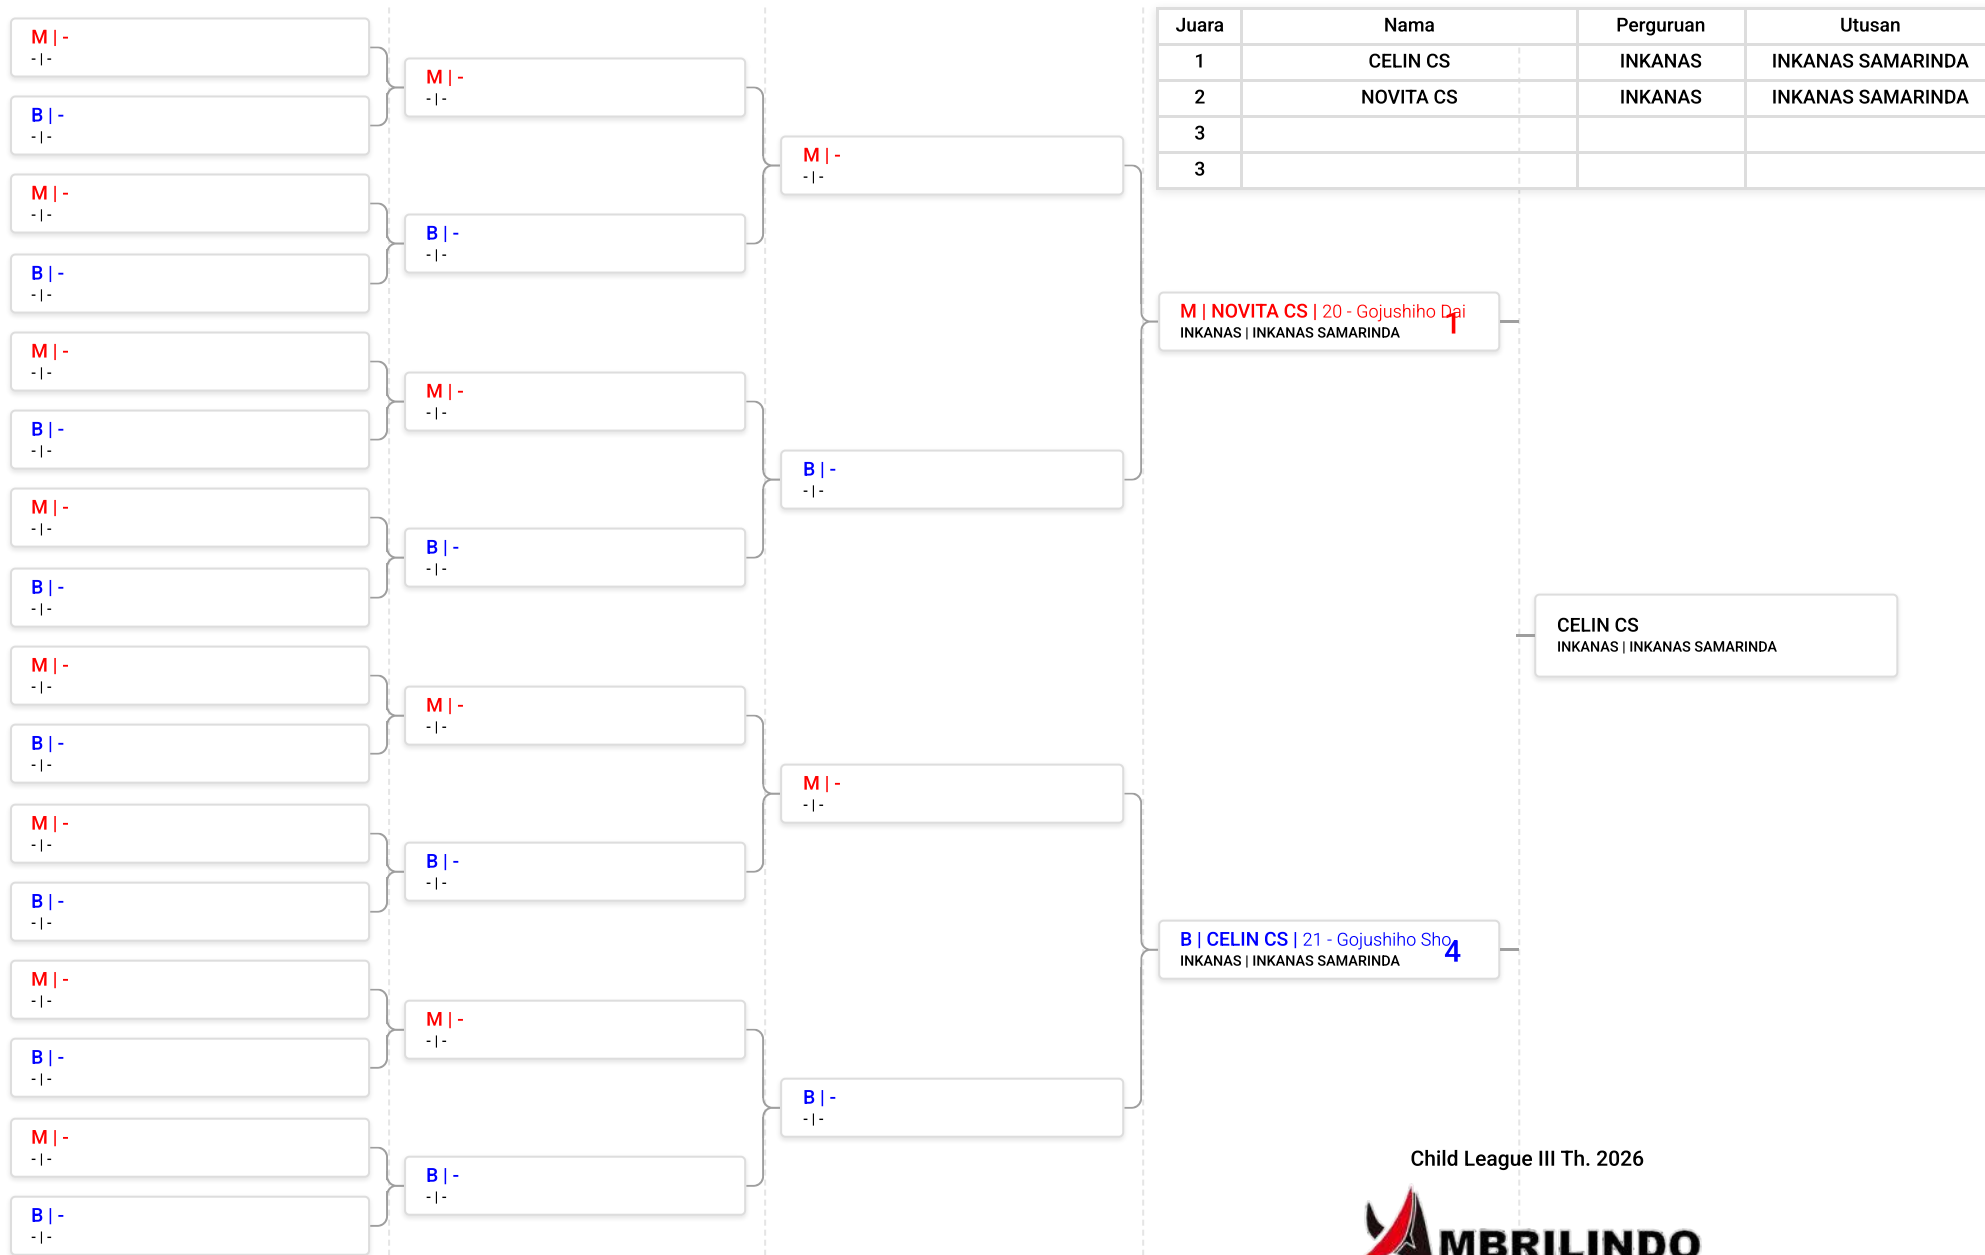 M | -
- | -
B | -
- | -
M | -
- | -
B | -
- | -
M | -
- | -
B | -
- | -
M | -
- | -
B | -
- | -
M | -
- | -
B | -
- | -
M | -
- | -
B | -
- | -
M | -
- | -
B | -
- | -
M | -
- | -
B | -
- | -
M | -
- | -
B | -
- | -
M | -
- | -
B | -
- | -
M | -
- | -
B | -
- | -
M | -
- | -
B | -
- | -
M | -
- | -
B | -
- | -
M | -
- | -
B | -
- | -
M | NOVITA CS | 20 - Gojushiho Dai
1
INKANAS | INKANAS SAMARINDA
B | CELIN CS | 21 - Gojushiho Sho
4
INKANAS | INKANAS SAMARINDA
CELIN CS
INKANAS | INKANAS SAMARINDA
Juara Nama Perguruan Utusan
1 CELIN CS INKANAS INKANAS SAMARINDA
2 NOVITA CS INKANAS INKANAS SAMARINDA
3
3
Child League III Th. 2026
MBRILINDO